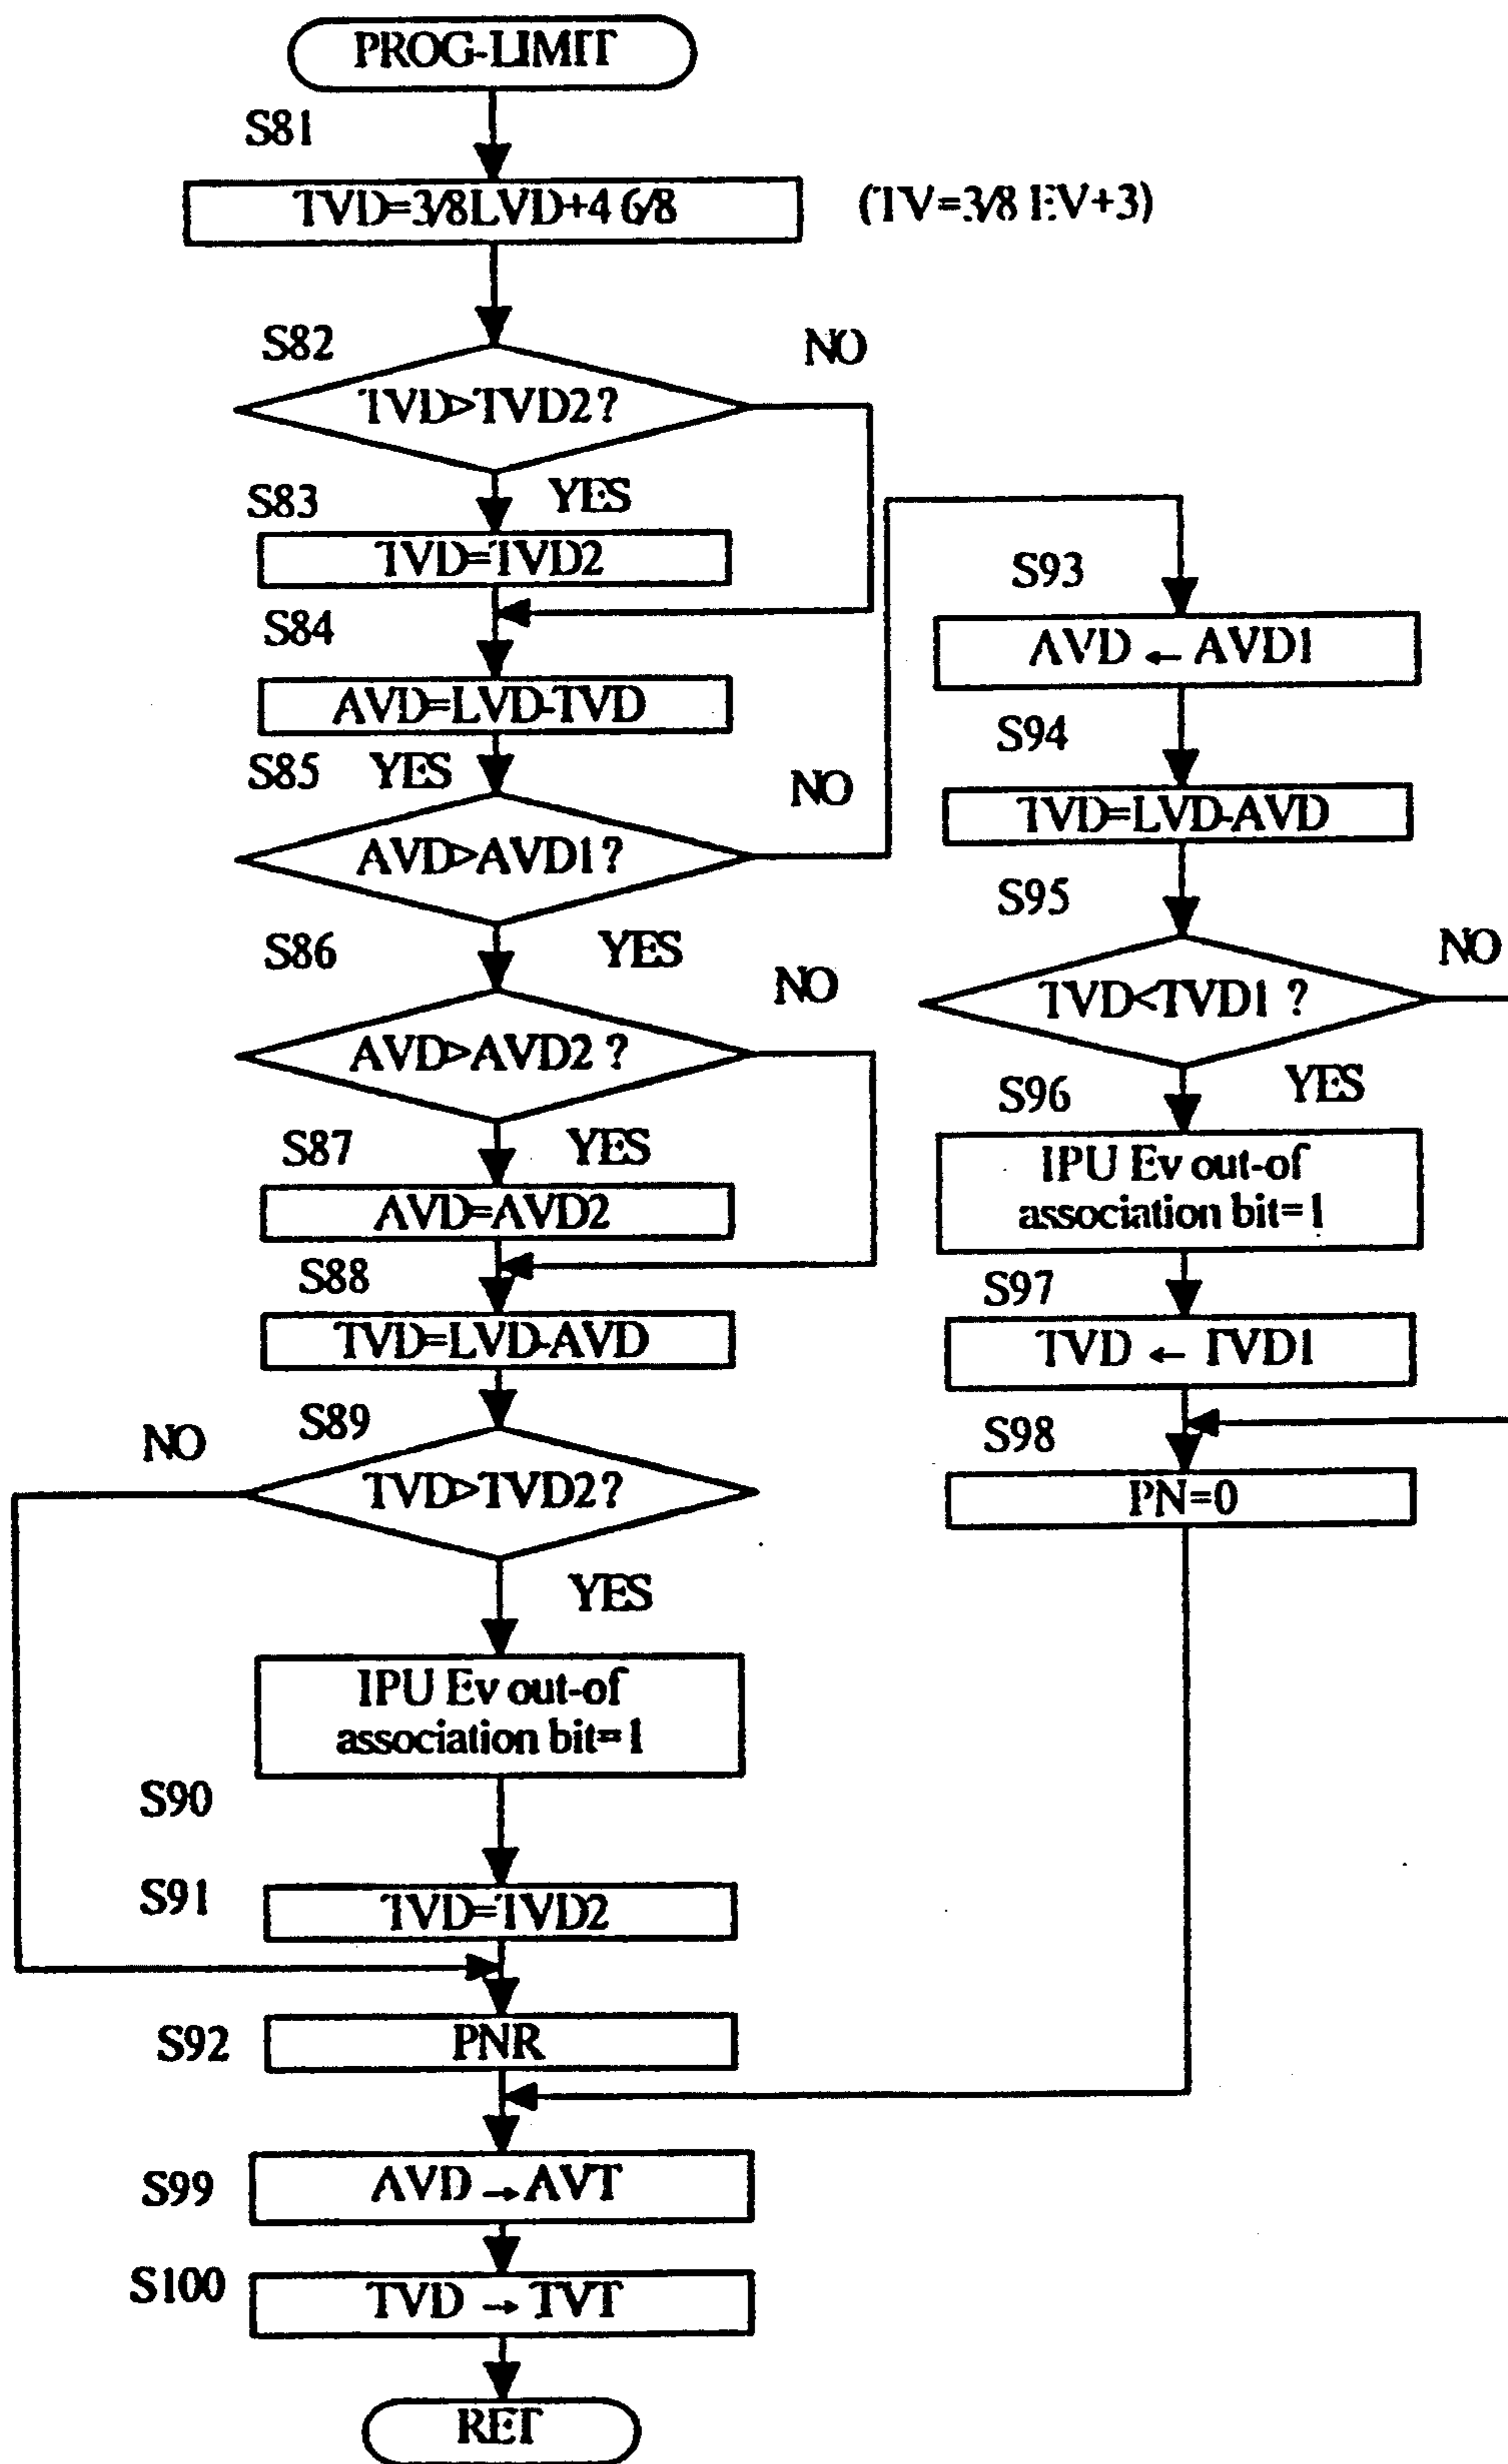 PROG-LIMIT
S81
TVD=3/8LVD+4 6/8
(TV=3/8 EV+3)
S82
NO
TVD>TVD2?
S83
YES
TVD=TVD2
S84
AVD=LVD-TVD
S85
YES
NO
AVD>AVD1?
S86
YES
NO
AVD>AVD2 ?
S87
YES
AVD=AVD2
S88
TVD=LVD-AVD
S89
NO
TVD>TVD2?
YES
IPU Ev out-of
association bit=1
S90
S91
TVD=TVD2
S92
PNR
S93
AVD ← AVD1
S94
TVD=LVD-AVD
S95
NO
TVD<TVD1 ?
S96
YES
IPU Ev out-of
association bit=1
S97
TVD ← TVD1
S98
PN=0
S99
AVD → AVT
S100
TVD → TVT
RET